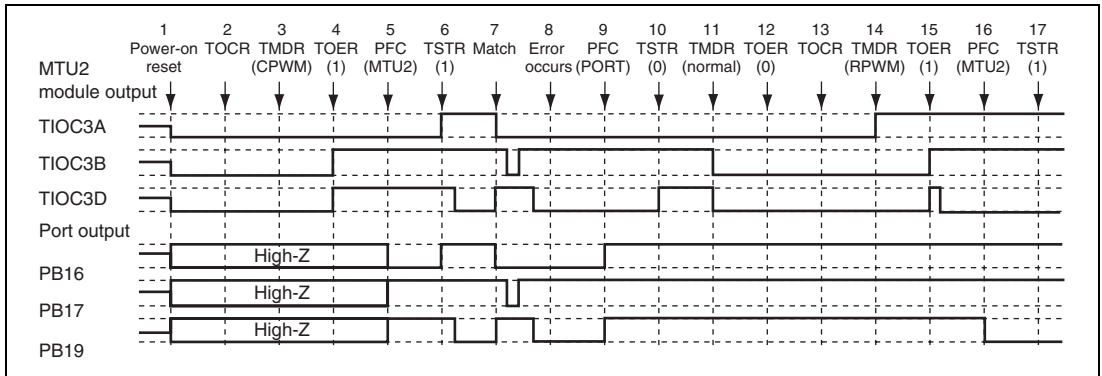 1 2 3 4 5 6 7 8 9 10 11 12 13 14 15 16 17
Power-on TOCR TMDR TOER PFC TSTR Match Error PFC TSTR TMDR TOER TOCR TMDR TOER PFC TSTR
reset (CPWM) (1) (MTU2) (1) occurs (PORT) (0) (normal) (0) (RPWM) (1) (MTU2) (1)
MTU2
module output
TIOC3A
TIOC3B
TIOC3D
Port output
High-Z
PB16
High-Z
PB17
High-Z
PB19